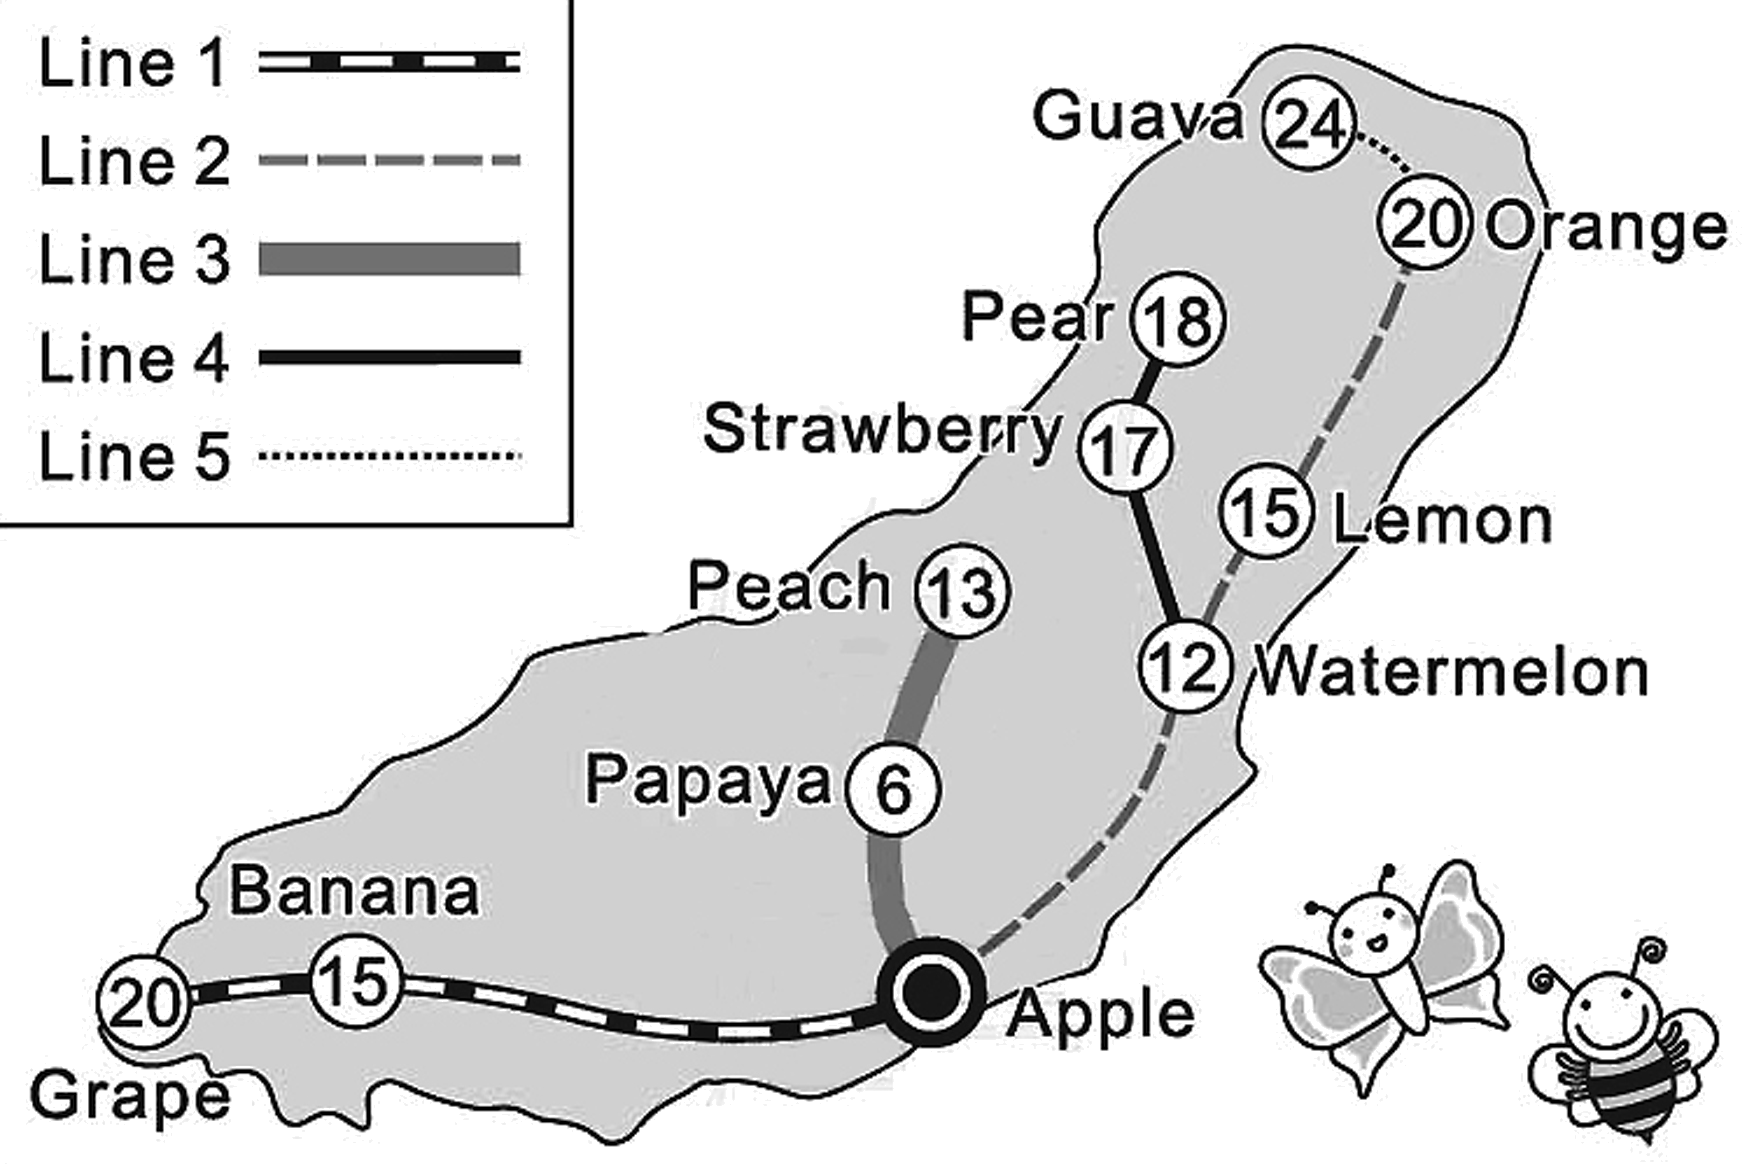 Line 1
Line 2
Line 3
Line 4
Line 5
Guava 24
20 Orange
Pear 18
Strawberry 17
15 Lemon
Peach 13
12 Watermelon
Papaya 6
Banana
15
20
Apple
Grape